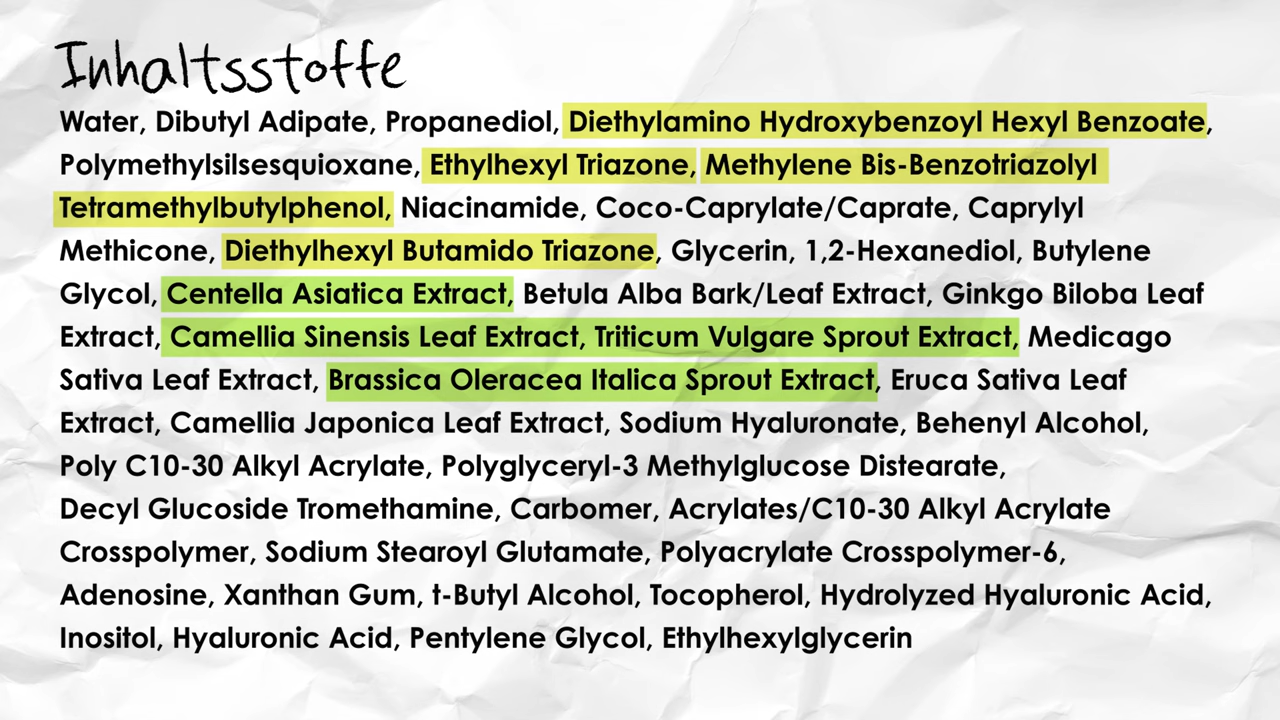 Inhaltsstoffe
Water, Dibutyl Adipate, Propanediol, Diethylamino Hydroxybenzoyl Hexyl Benzoate,
Polymethylsilsesquioxane, Ethylhexyl Triazone, Methylene Bis-Benzotriazolyl
Tetramethylbutylphenol, Niacinamide, Coco-Caprylate/Caprate, Caprylyl
Methicone, Diethylhexyl Butamido Triazone, Glycerin, 1,2-Hexanediol, Butylene
Glycol, Centella Asiatica Extract, Betula Alba Bark/Leaf Extract, Ginkgo Biloba Leaf
Extract, Camellia Sinensis Leaf Extract, Triticum Vulgare Sprout Extract, Medicago
Sativa Leaf Extract, Brassica Oleracea Italica Sprout Extract, Eruca Sativa Leaf
Extract, Camellia Japonica Leaf Extract, Sodium Hyaluronate, Behenyl Alcohol,
Poly C10-30 Alkyl Acrylate, Polyglyceryl-3 Methylglucose Distearate,
Decyl Glucoside Tromethamine, Carbomer, Acrylates/C10-30 Alkyl Acrylate
Crosspolymer, Sodium Stearoyl Glutamate, Polyacrylate Crosspolymer-6,
Adenosine, Xanthan Gum, t-Butyl Alcohol, Tocopherol, Hydrolyzed Hyaluronic Acid,
Inositol, Hyaluronic Acid, Pentylene Glycol, Ethylhexylglycerin